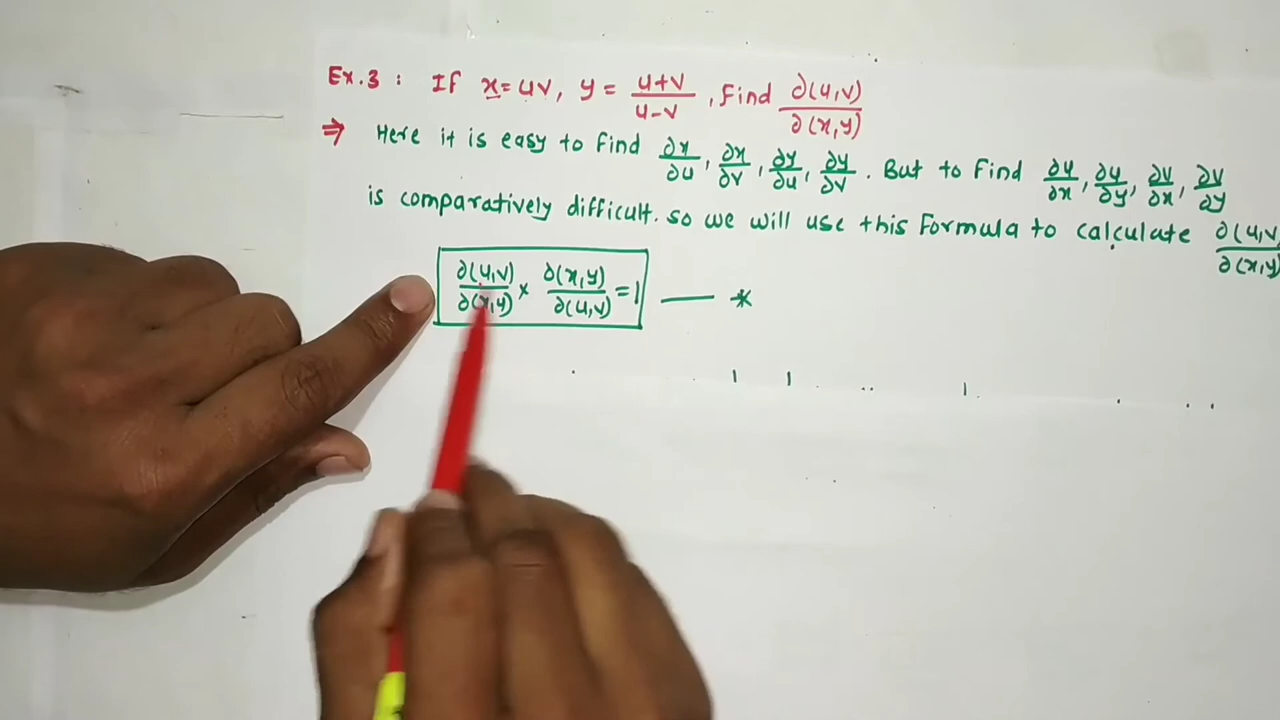 Ex.3 : If x=uv, y = u+v/u-v, Find ∂(u,v)/∂(x,y)
⇒ Here it is easy to find ∂x/∂u, ∂x/∂v, ∂y/∂u, ∂y/∂v. But to Find ∂u/∂x, ∂u/∂y, ∂v/∂x, ∂v/∂y
is comparatively difficult. so we will use this Formula to calculate ∂(u,v/∂(x,y)
∂(u,v)/∂(x,y) × ∂(x,y)/∂(u,v) = 1 — *